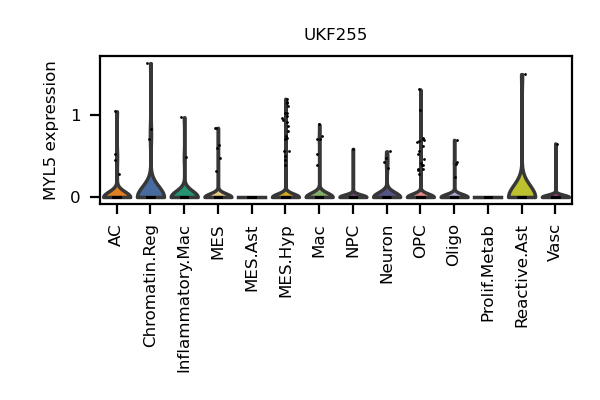 UKF255
MYL5 expression
1
0
AC
Chromatin.Reg
Inflammatory.Mac
MES
MES.Ast
MES.Hyp
Mac
NPC
Neuron
OPC
Oligo
Prolif.Metab
Reactive.Ast
Vasc